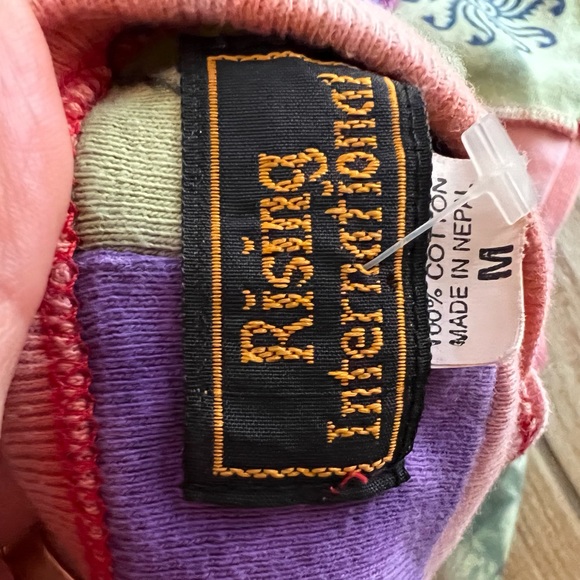 Rising
International
100% COTTON
MADE IN NEPAL
M